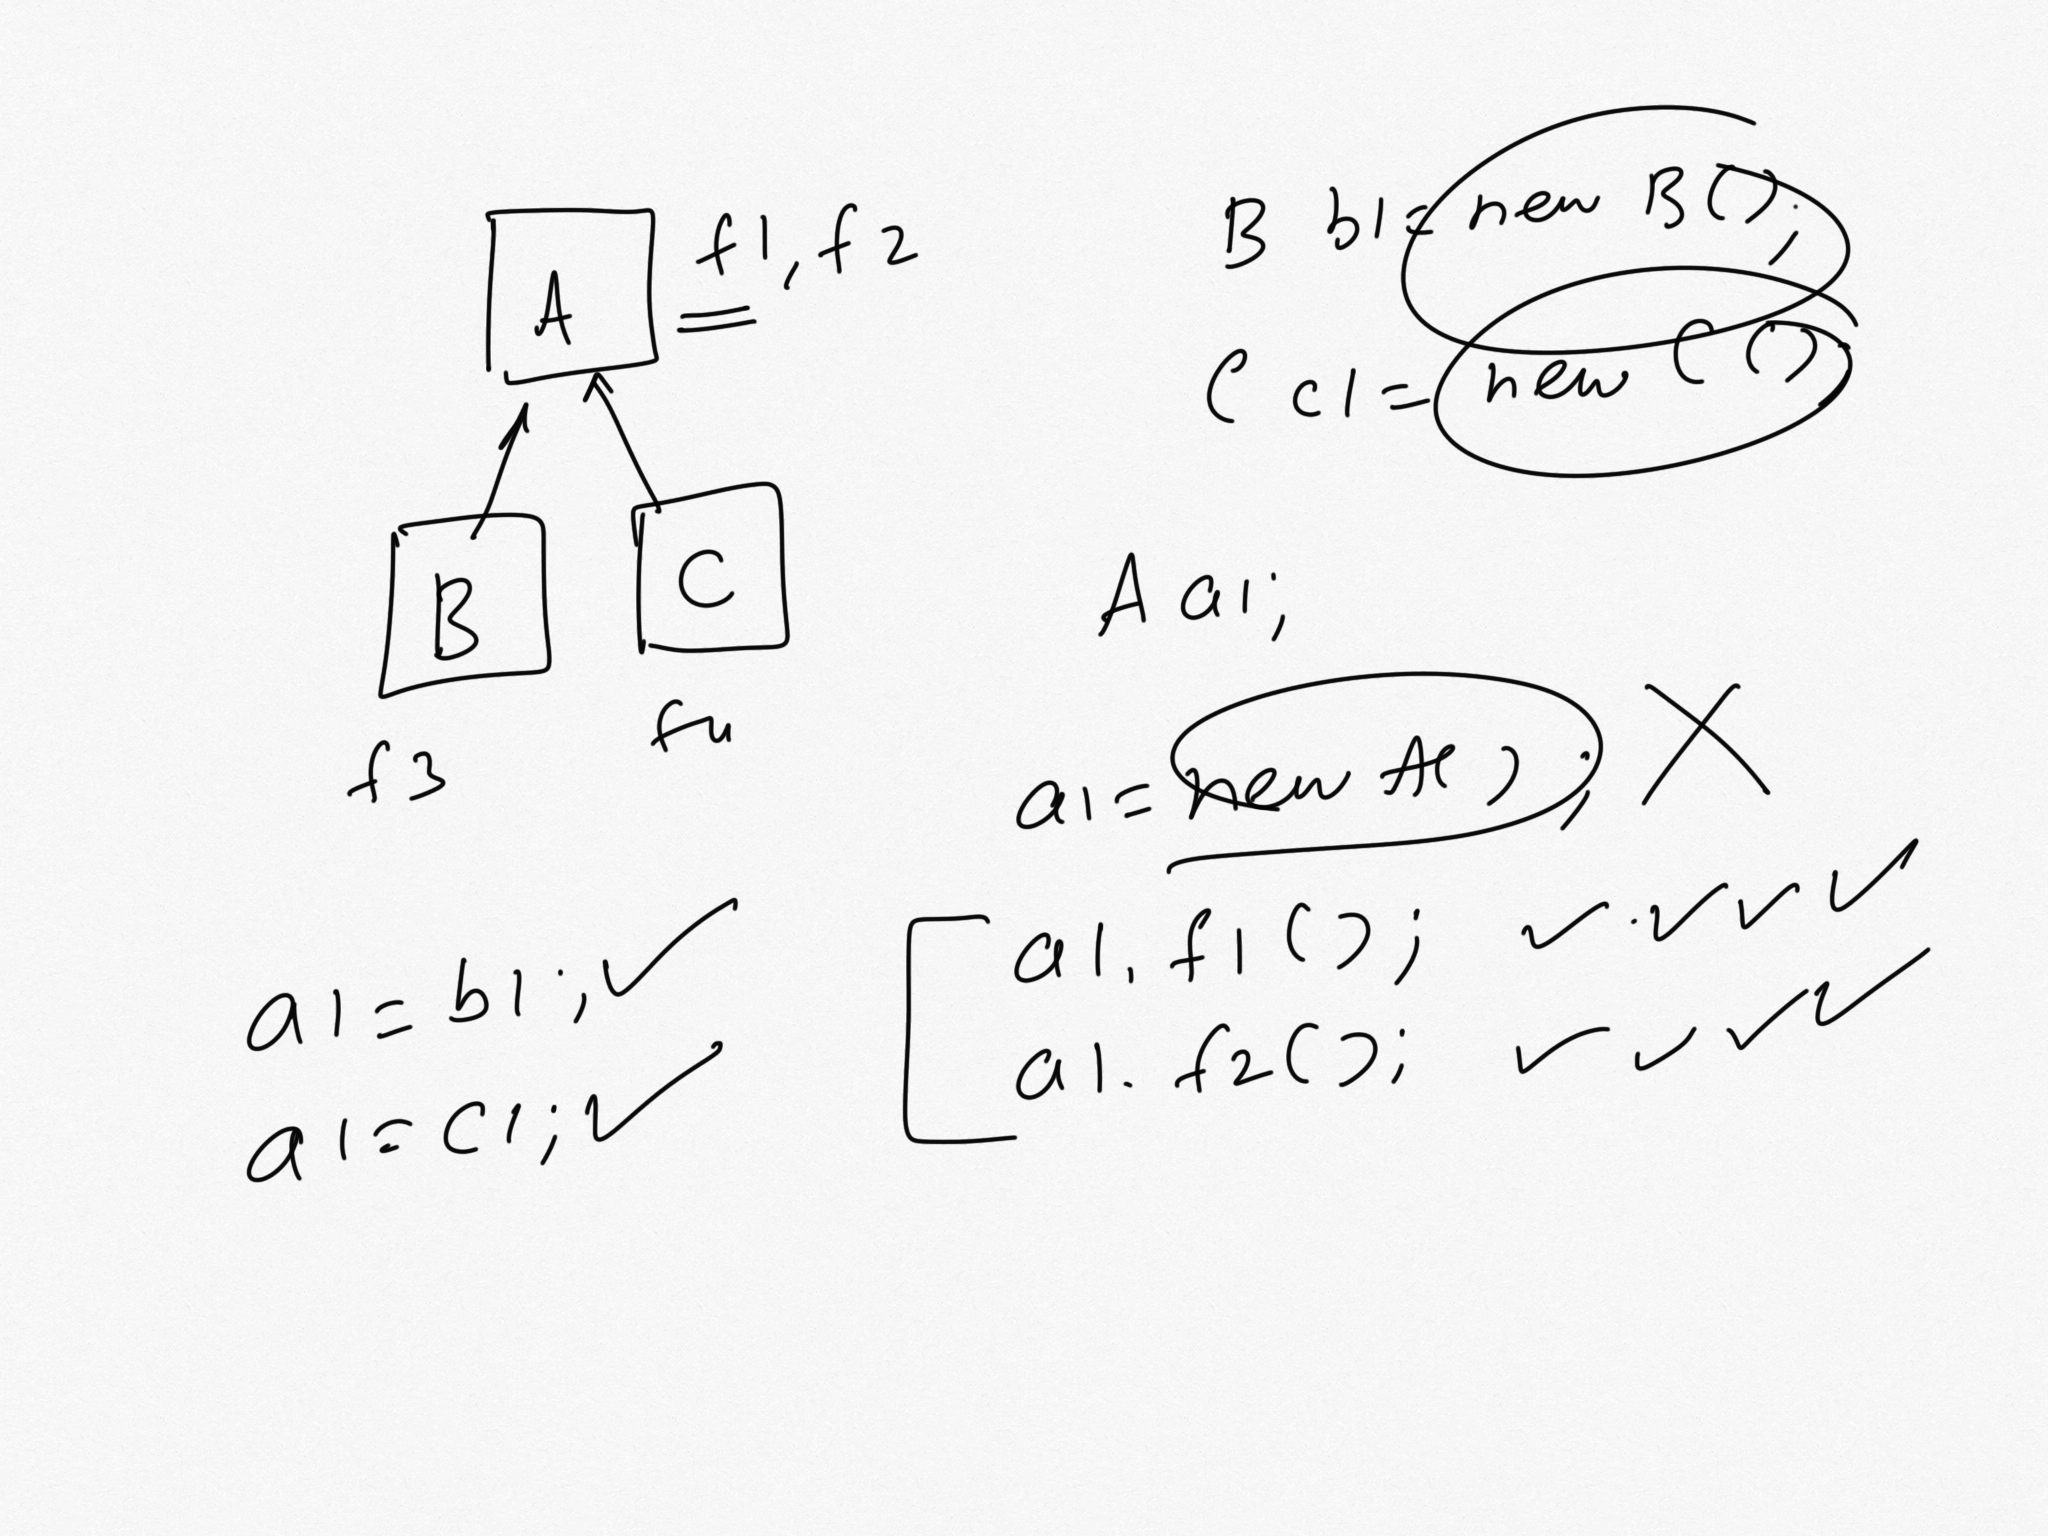 A
f1, f2
B
C
f3
f4
B b1 = new B();
C c1 = new C()
A a1;
a1 = new A();
a1.f1();
a1.f2();
a1 = b1;
a1 = c1;